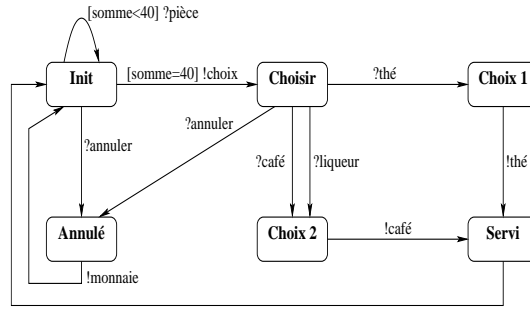 [somme<40] ?pièce
Init
[somme=40] !choix
Choisir
?thé
Choix 1
?annuler
?annuler
?café
?liqueur
!thé
Annulé
Choix 2
!café
Servi
!monnaie